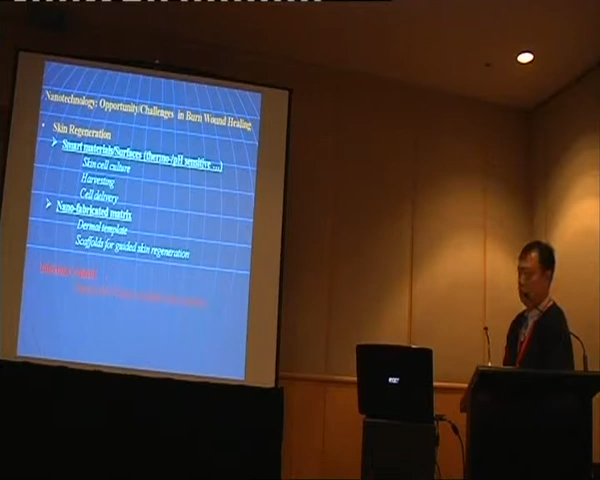 Nanotechnology: Opportunity/Challenges in Burn Wound Healing
• Skin Regeneration
➢ Smart materials/Surfaces (thermo-/pH sensitive …)
Skin cell culture
Harvesting
Cell delivery
➢ Nano-fabricated matrix
Dermal template
Scaffolds for guided skin regeneration